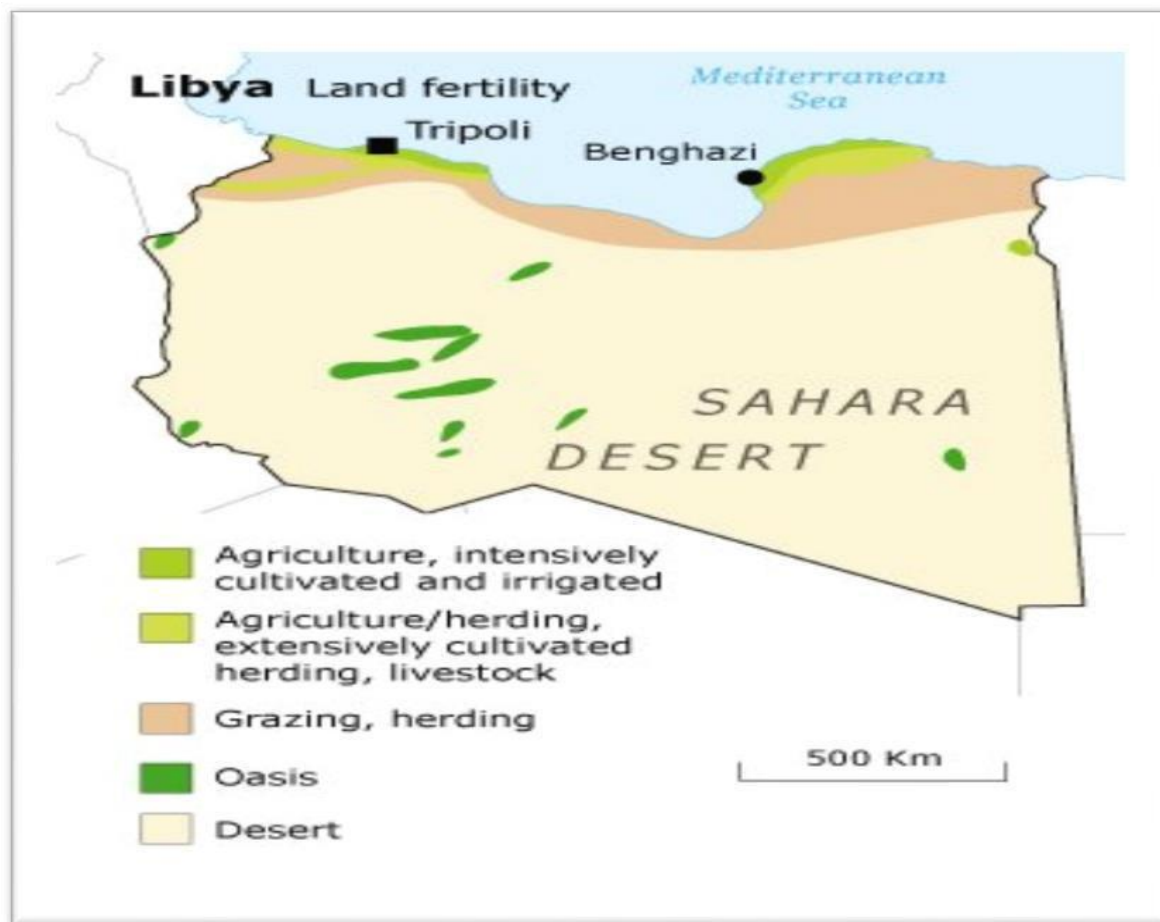 Libya Land fertility
Mediterranean
Sea
Tripoli
Benghazi
SAHARA
DESERT
Agriculture, intensively
cultivated and irrigated
Agriculture/herding,
extensively cultivated
herding, livestock
Grazing, herding
Oasis
Desert
500 Km